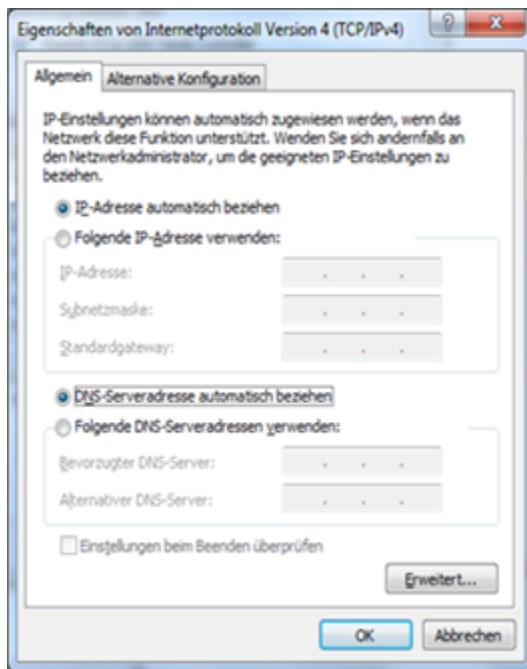 Eigenschaften von Internetprotokoll Version 4 (TCP/IPv4)
Allgemein
Alternative Konfiguration
IP-Einstellungen können automatisch zugewiesen werden, wenn das
Netzwerk diese Funktion unterstützt. Wenden Sie sich andernfalls an
den Netzwerkadministrator, um die geeigneten IP-Einstellungen zu
beziehen.
IP-Adresse automatisch beziehen
Folgende IP-Adresse verwenden:
IP-Adresse:
Subnetzmaske:
Standardgateway:
DNS-Serveradresse automatisch beziehen
Folgende DNS-Serveradressen verwenden:
Bevorzugter DNS-Server:
Alternativer DNS-Server:
Einstellungen beim Beenden überprüfen
Erweitert...
OK
Abbrechen